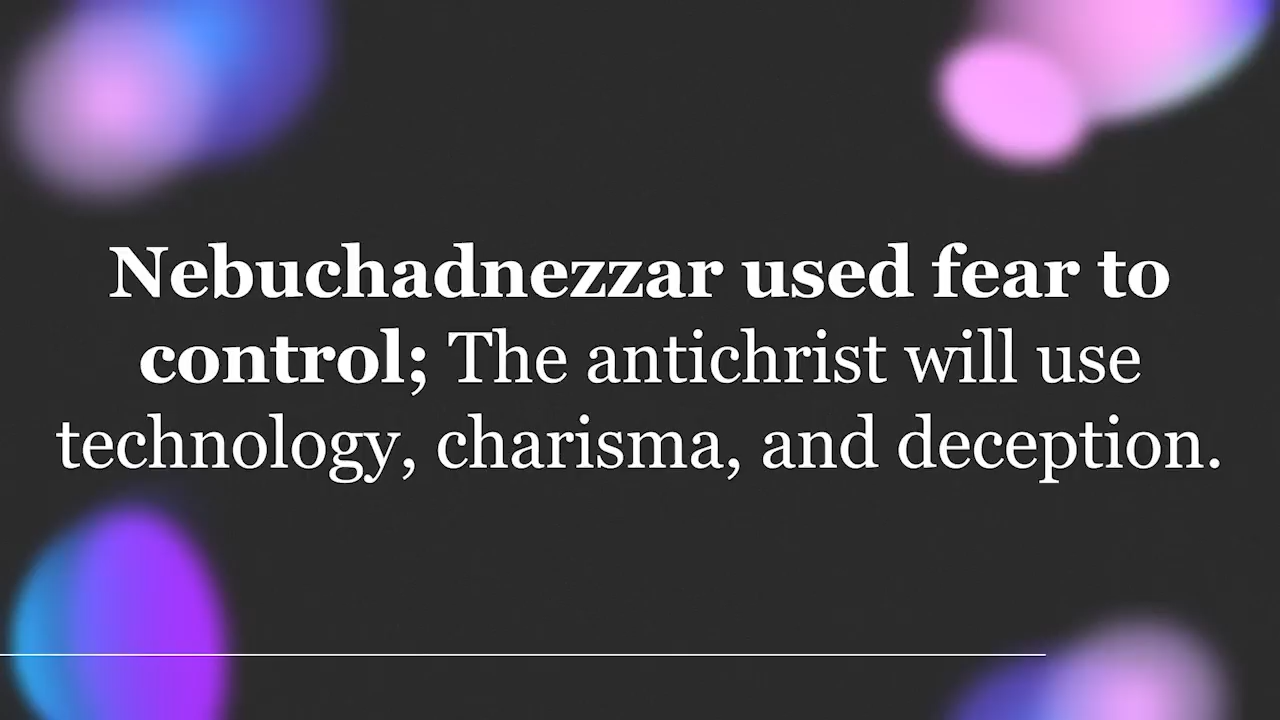 Nebuchadnezzar used fear to
control; The antichrist will use
technology, charisma, and deception.